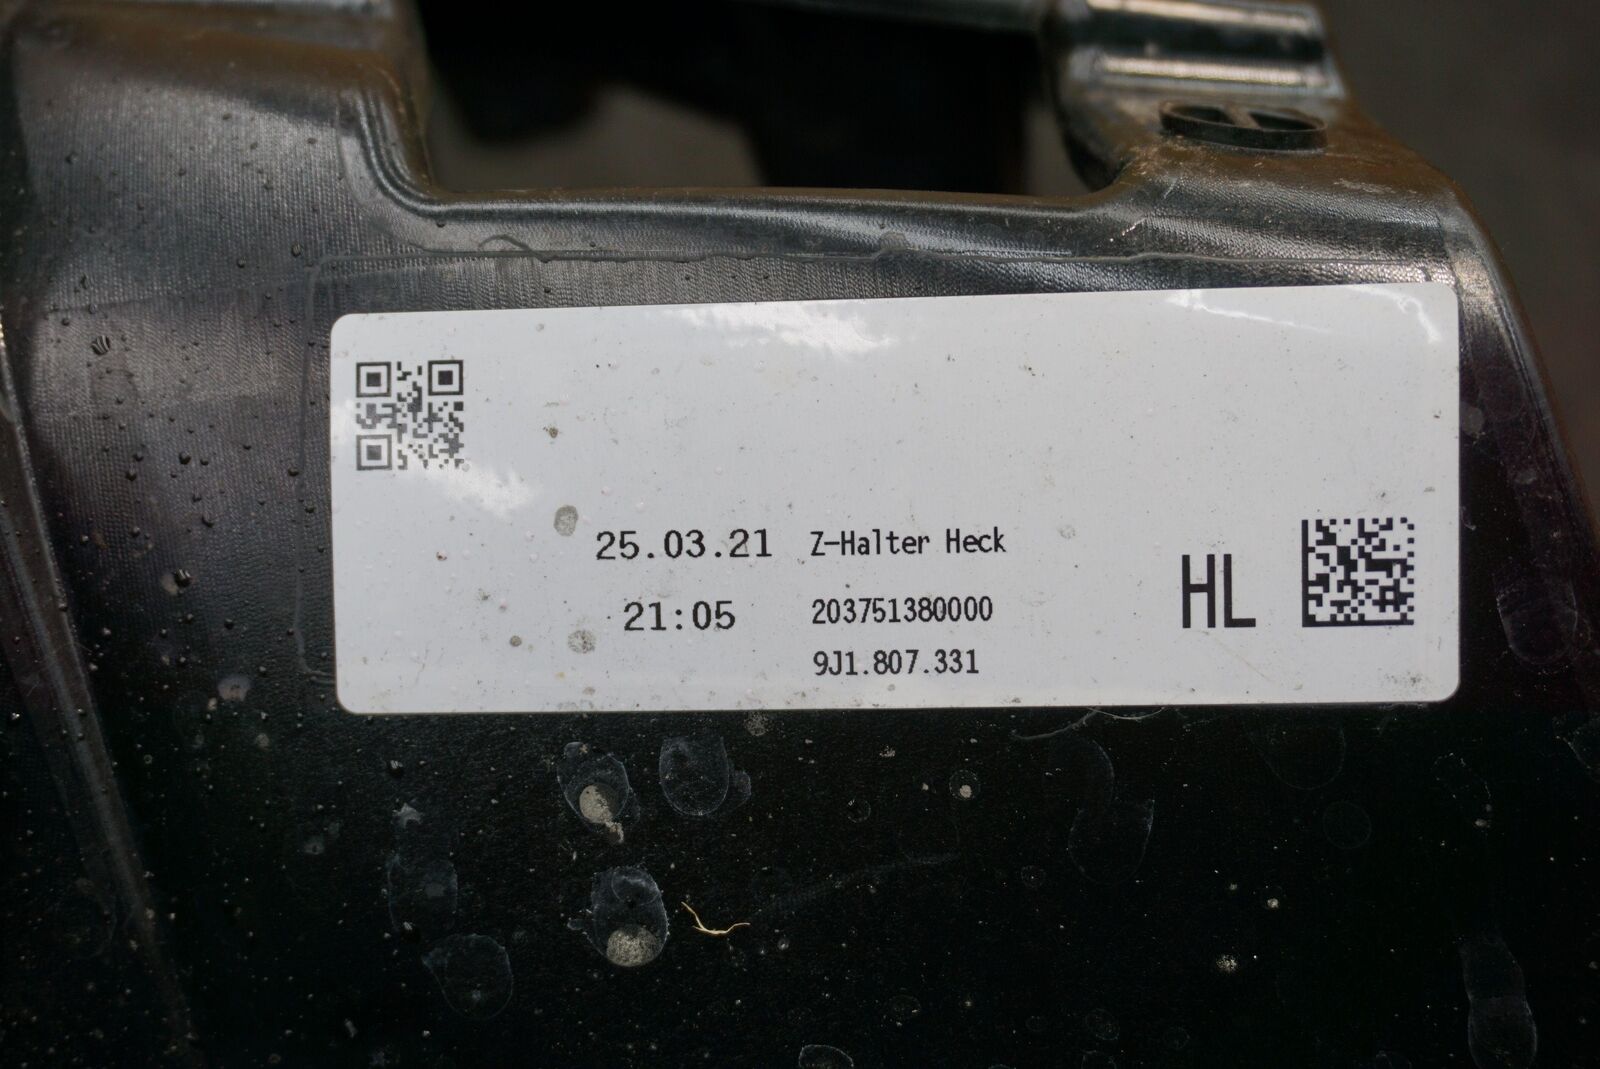 25.03.21 Z-Halter Heck
21:05 203751380000
9J1.807.331
HL